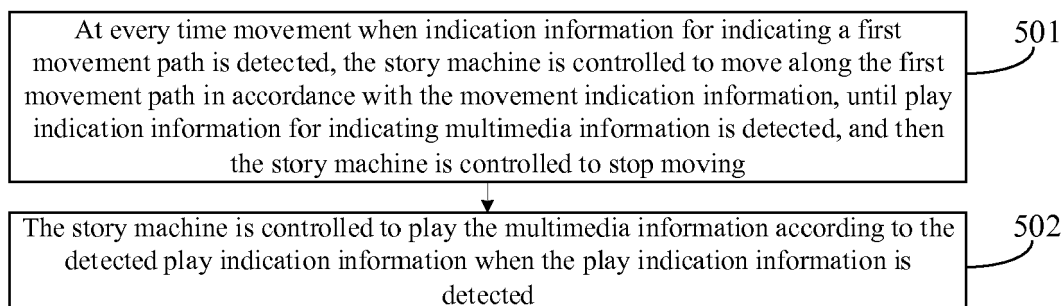 At every time movement when indication information for indicating a first
movement path is detected, the story machine is controlled to move along the first
movement path in accordance with the movement indication information, until play
indication information for indicating multimedia information is detected, and then
the story machine is controlled to stop moving
501
The story machine is controlled to play the multimedia information according to the
detected play indication information when the play indication information is
detected
502